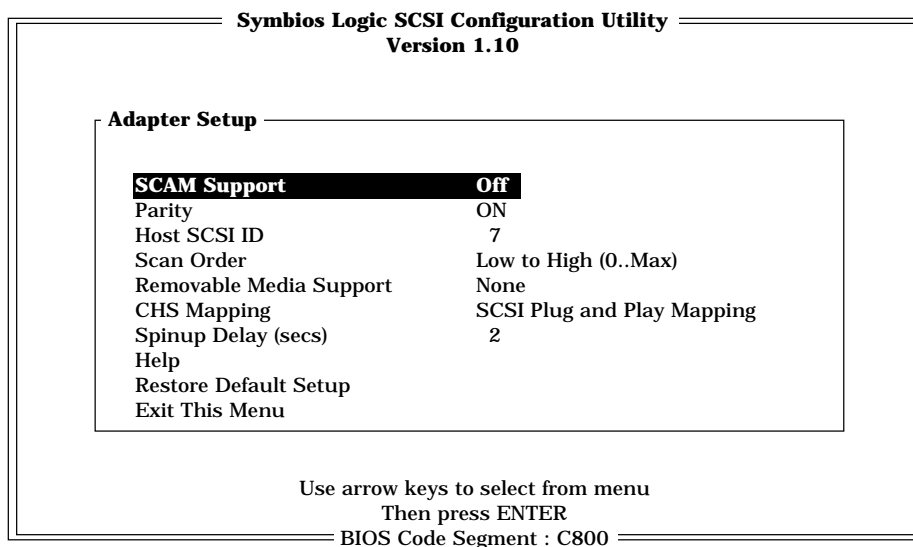 Symbios Logic SCSI Configuration Utility
Version 1.10
Adapter Setup
SCAM Support Off
Parity ON
Host SCSI ID 7
Scan Order Low to High (0..Max)
Removable Media Support None
CHS Mapping SCSI Plug and Play Mapping
Spinup Delay (secs) 2
Help
Restore Default Setup
Exit This Menu
Use arrow keys to select from menu
Then press ENTER
BIOS Code Segment : C800